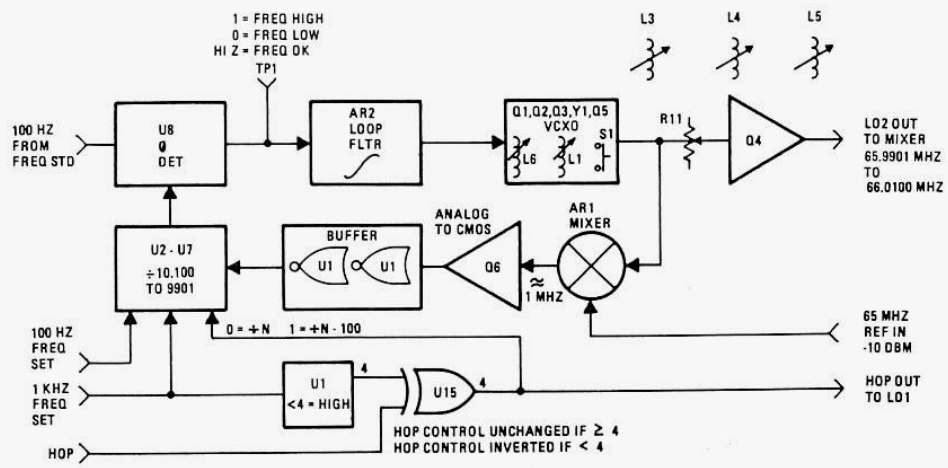 1 = FREQ HIGH
0 = FREQ LOW
HI Z = FREQ OK
TP1
L3
L4
L5
100 HZ
FROM
FREQ STD
U8
φ
DET
AR2
LOOP
FLTR
Q1,Q2,Q3,Y1,Q5
VCXO
S1
L6
L1
R11
Q4
LO2 OUT
TO MIXER
65.9901 MHZ
TO
66.0100 MHZ
U2 - U7
÷10,100
TO 9901
BUFFER
U1
U1
ANALOG
TO CMOS
Q6
≈
1 MHZ
AR1
MIXER
0 = ÷N
1 = ÷N - 100
65 MHZ
REF IN
-10 DBM
100 HZ
FREQ
SET
1 KHZ
FREQ
SET
U1
<4 = HIGH
4
U15
4
HOP OUT
TO LO1
HOP
HOP CONTROL UNCHANGED IF ≥ 4
HOP CONTROL INVERTED IF < 4